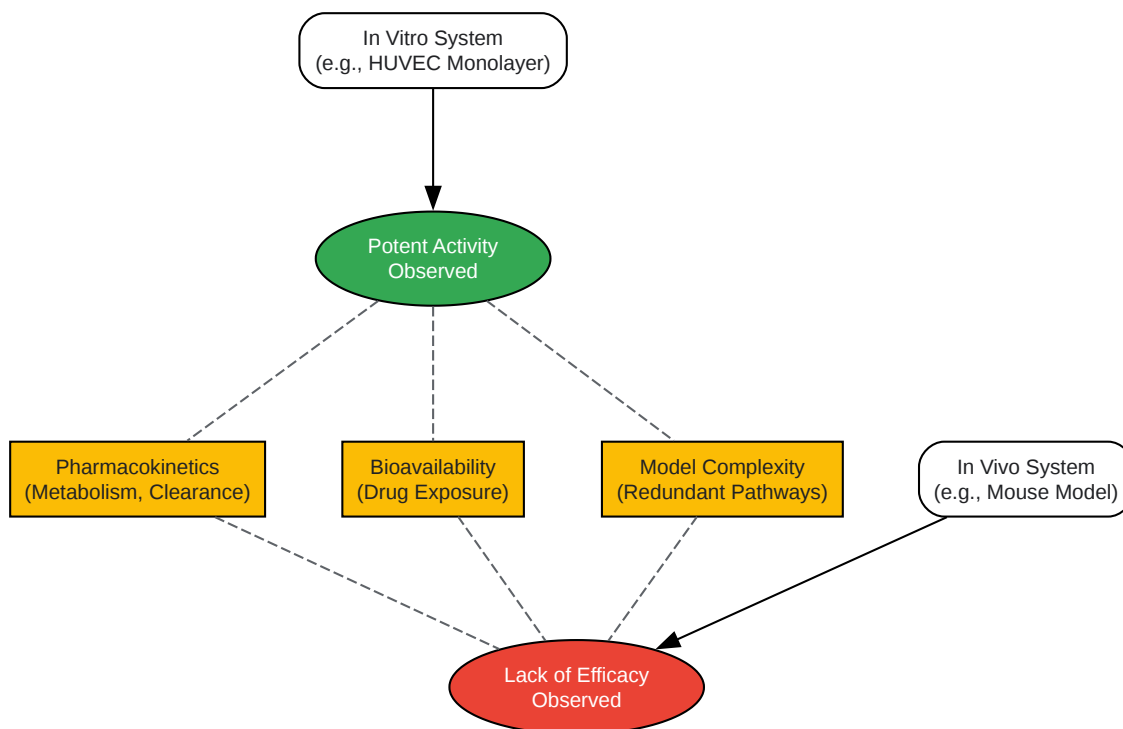 In Vitro System
(e.g., HUVEC Monolayer)
Potent Activity
Observed
Pharmacokinetics
(Metabolism, Clearance)
Bioavailability
(Drug Exposure)
Model Complexity
(Redundant Pathways)
In Vivo System
(e.g., Mouse Model)
Lack of Efficacy
Observed